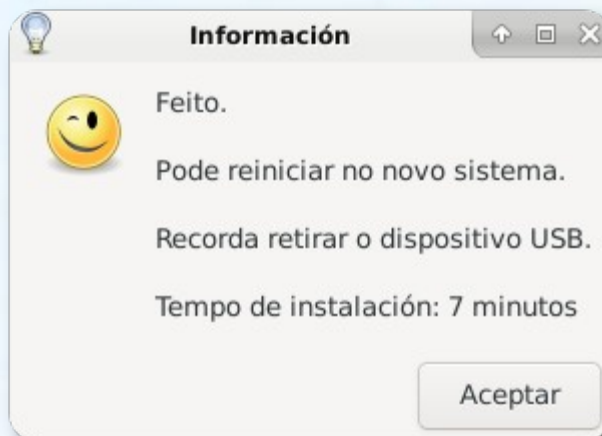 Información
Feito.
Pode reiniciar no novo sistema.
Recorda retirar o dispositivo USB.
Tempo de instalación: 7 minutos
Aceptar